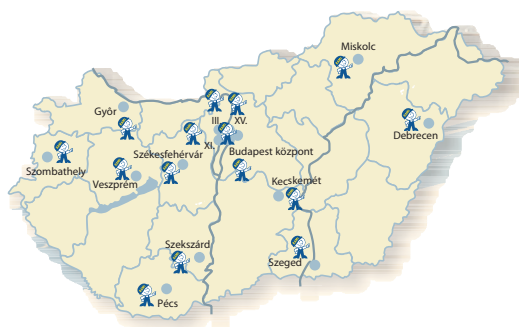 Miskolc
Győr
III.
XV.
Debrecen
XI.
Budapest központ
Székesfehérvár
Szombathely
Veszprém
Kecskemét
Szekszárd
Szeged
Pécs